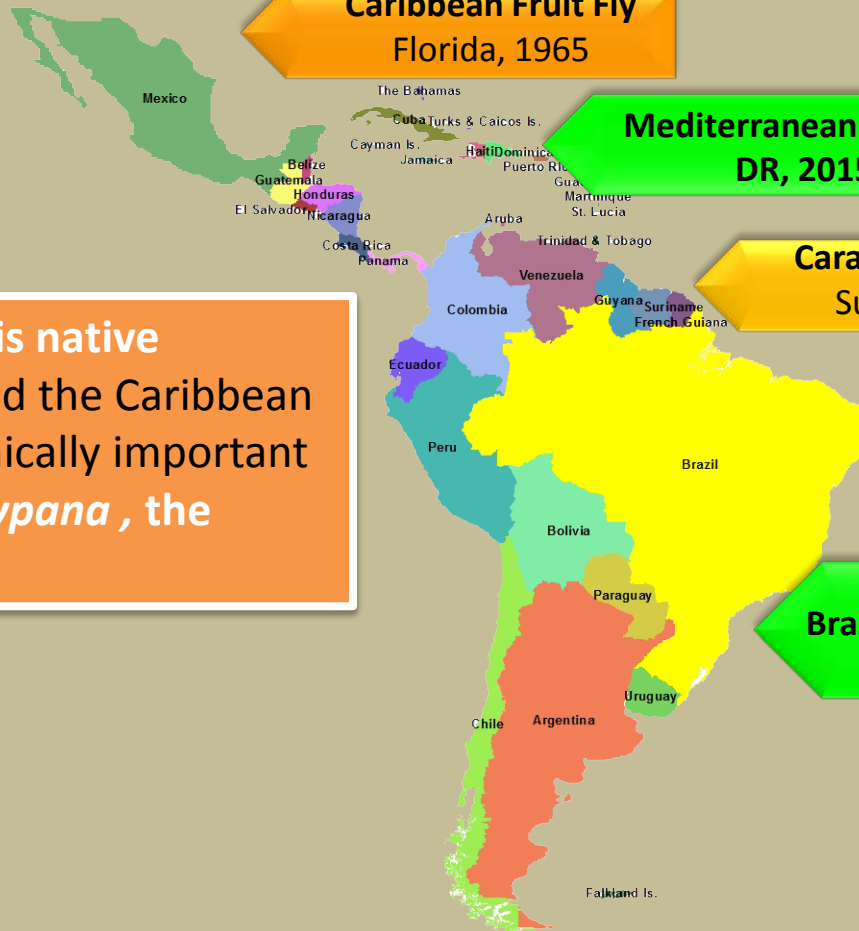 Caribbean Fruit Fly
Florida, 1965
Mexico
The Bahamas
Cuba
Turks & Caicos Is.
Cayman Is.
Haiti
Dominica
Jamaica
Puerto Ri
Gua
Martinique
St. Lucia
Mediterranean
DR, 2015
Belize
Guatemala
Honduras
El Salvador
Nicaragua
Costa Rica
Panama
Aruba
Trinidad & Tobago
Venezuela
Cara
Su
Guyana
Suriname
French Guiana
Colombia
Ecuador
Peru
Brazil
is native
d the Caribbean
ically important
ypana , the
Bolivia
Paraguay
Bra
Uruguay
Chile
Argentina
Falkland Is.